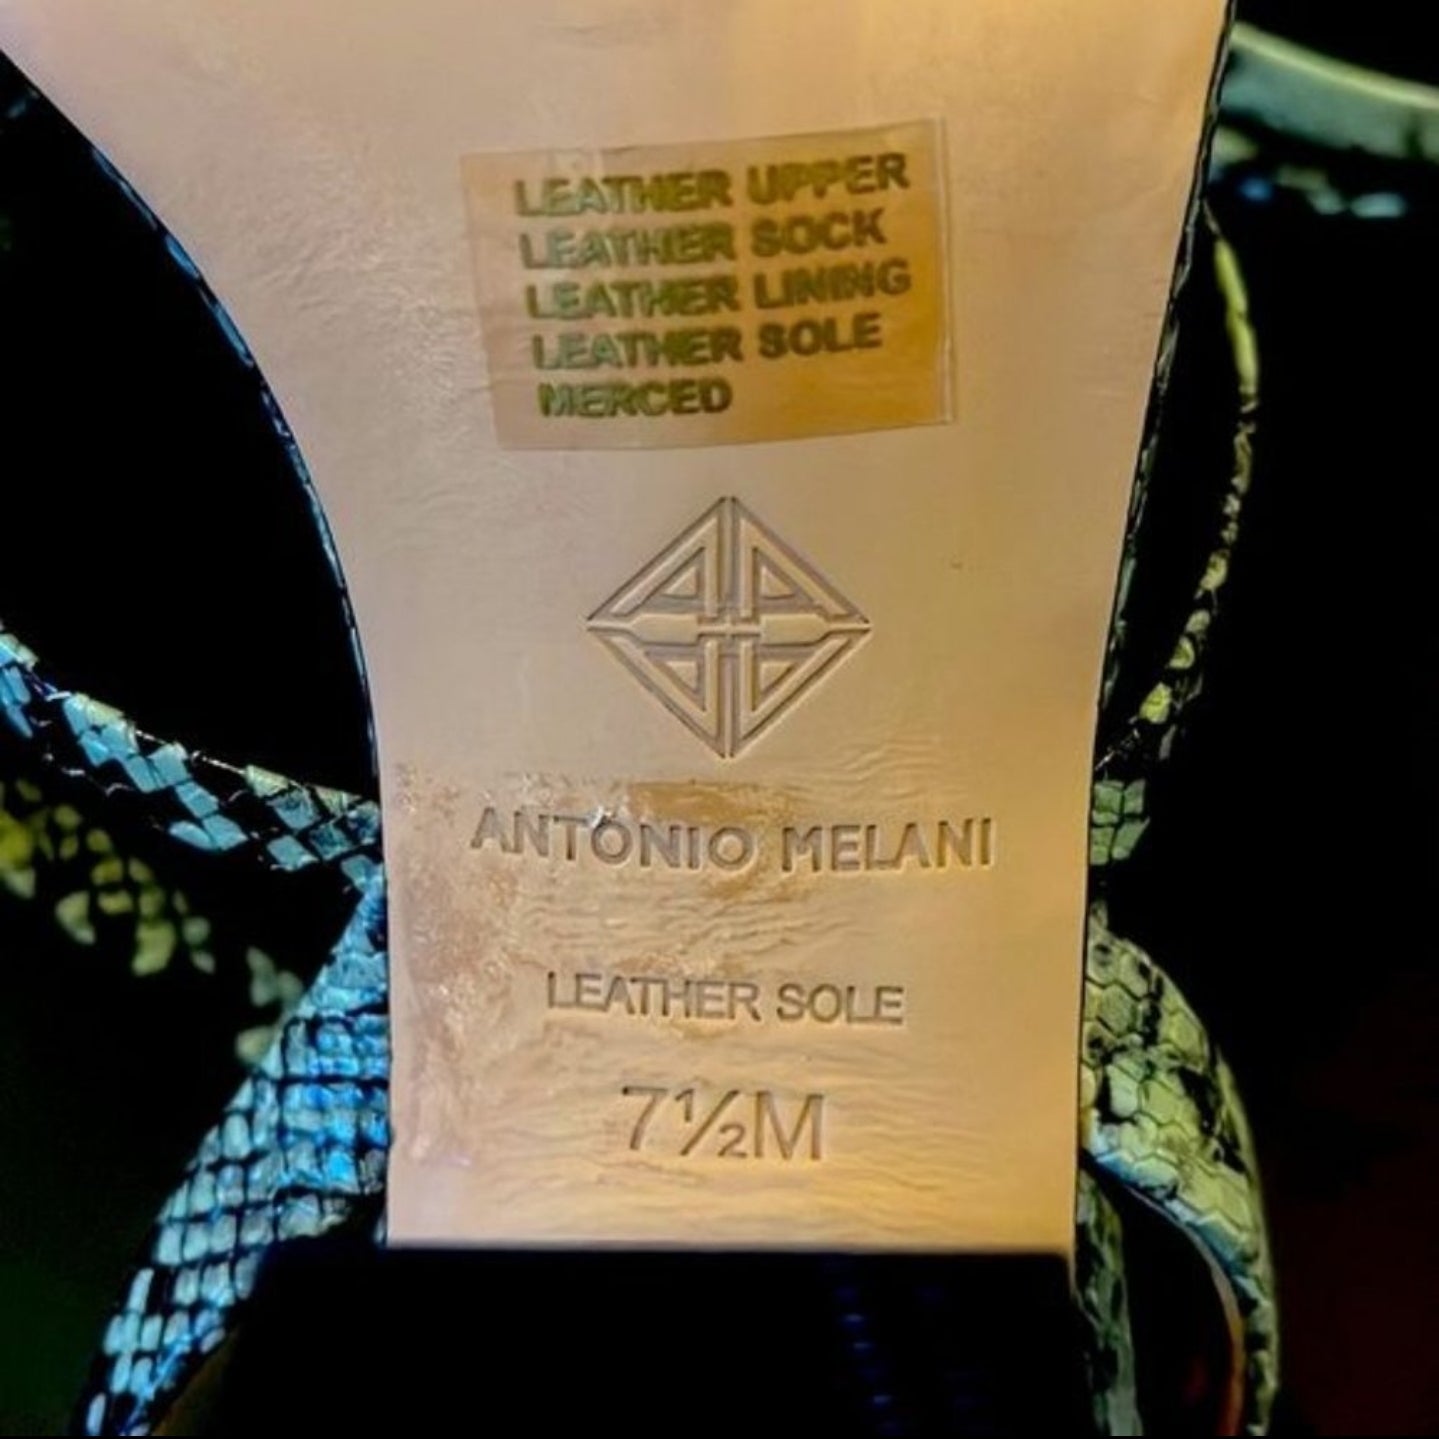 LEATHER UPPER
LEATHER SOCK
LEATHER LINING
LEATHER SOLE
MERCED
ANTONIO MELANI
LEATHER SOLE
7½M